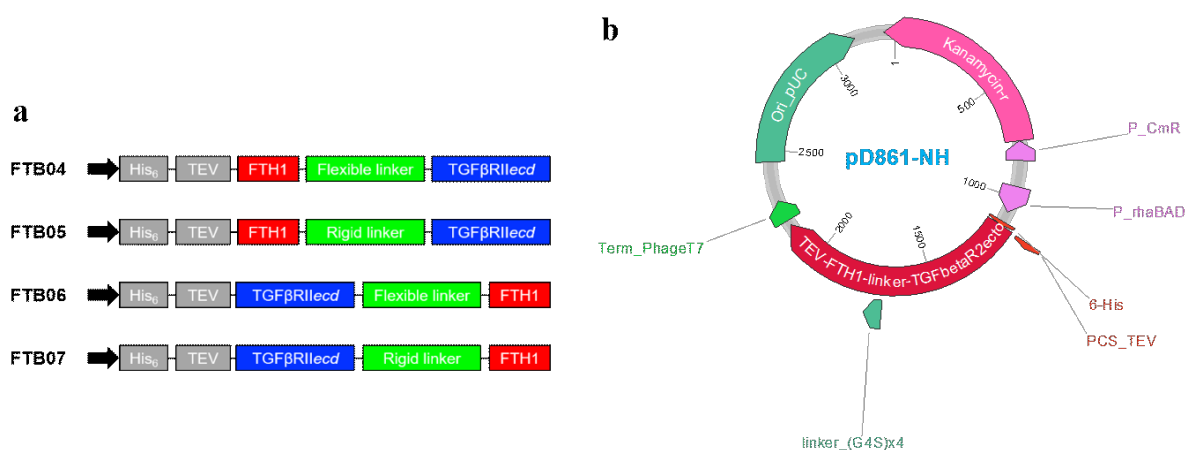 a
FTB04 His₆ TEV FTH1 Flexible linker TGFβRIIecd
FTB05 His₆ TEV FTH1 Rigid linker TGFβRIIecd
FTB06 His₆ TEV TGFβRIIecd Flexible linker FTH1
FTB07 His₆ TEV TGFβRIIecd Rigid linker FTH1
b
pD861-NH
1
Kanamycin-r
500
P_CmR
1000
P_rhaBAD
6-His
PCS_TEV
1500
TEV-FTH1-linker-TGFbetaR2ecto
linker_(G4S)x4
2000
Term_PhageT7
2500
Ori_pUC
3000